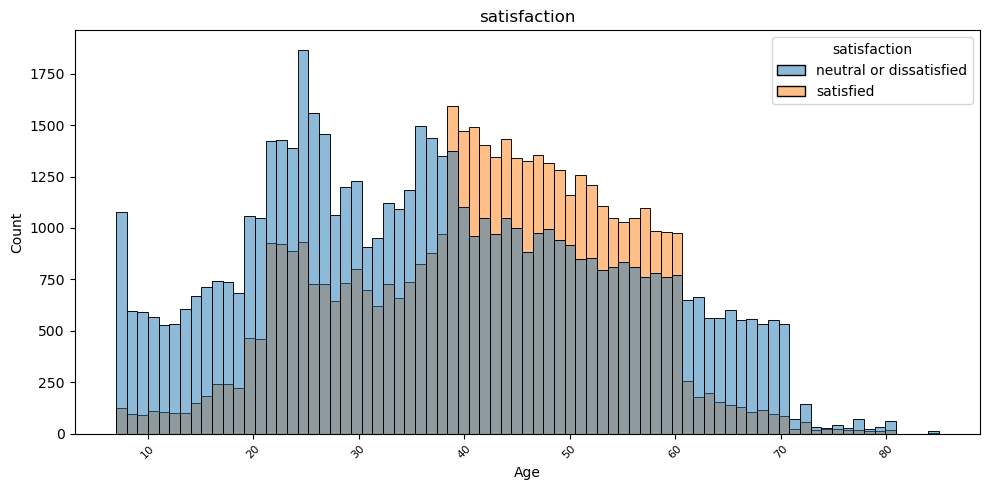 satisfaction
satisfaction
neutral or dissatisfied
satisfied
1750
1500
1250
1000
750
500
250
0
Count
10 20 30 40 50 60 70 80
Age